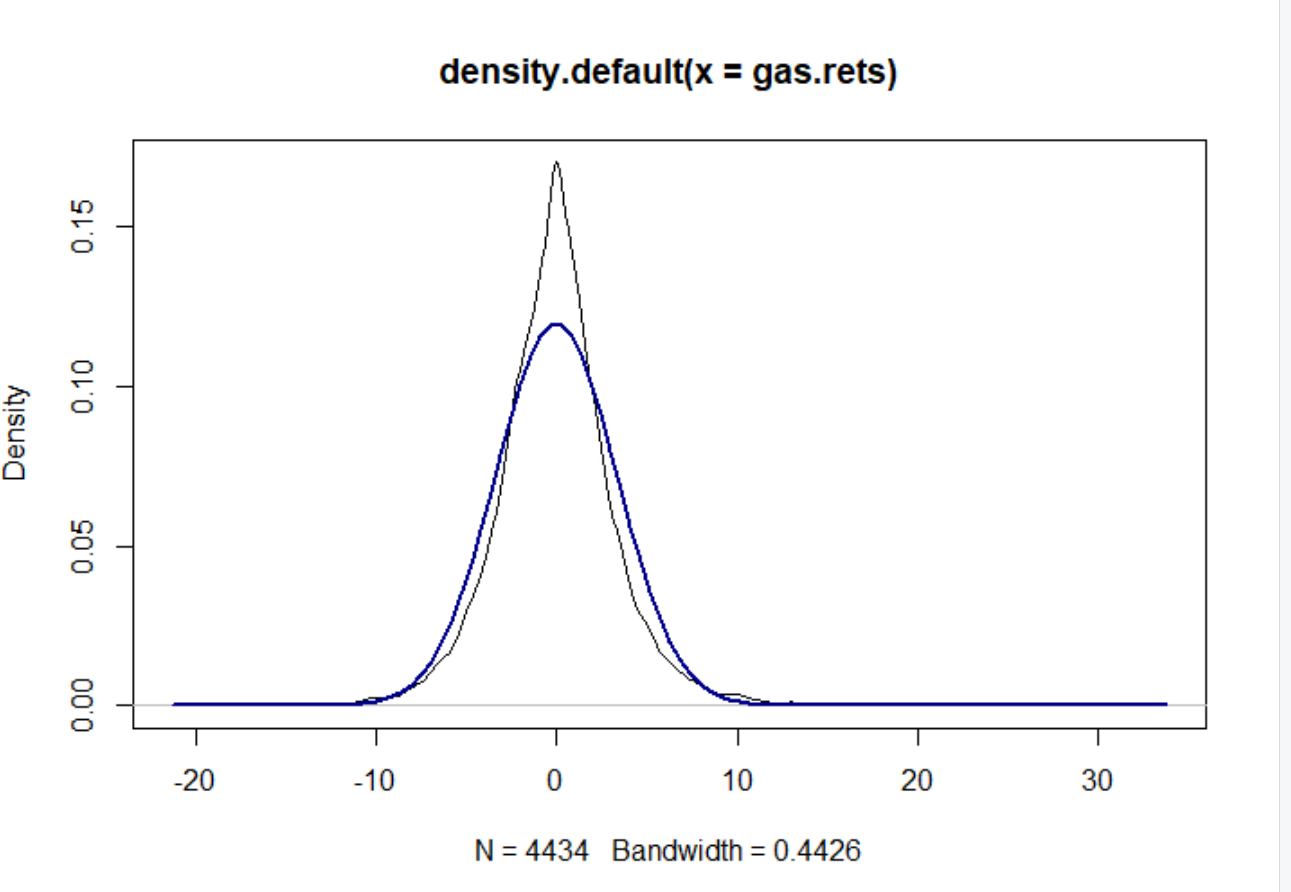 density.default(x = gas.rets)
Density
0.15
0.10
0.05
0.00
-20 -10 0 10 20 30
N = 4434 Bandwidth = 0.4426